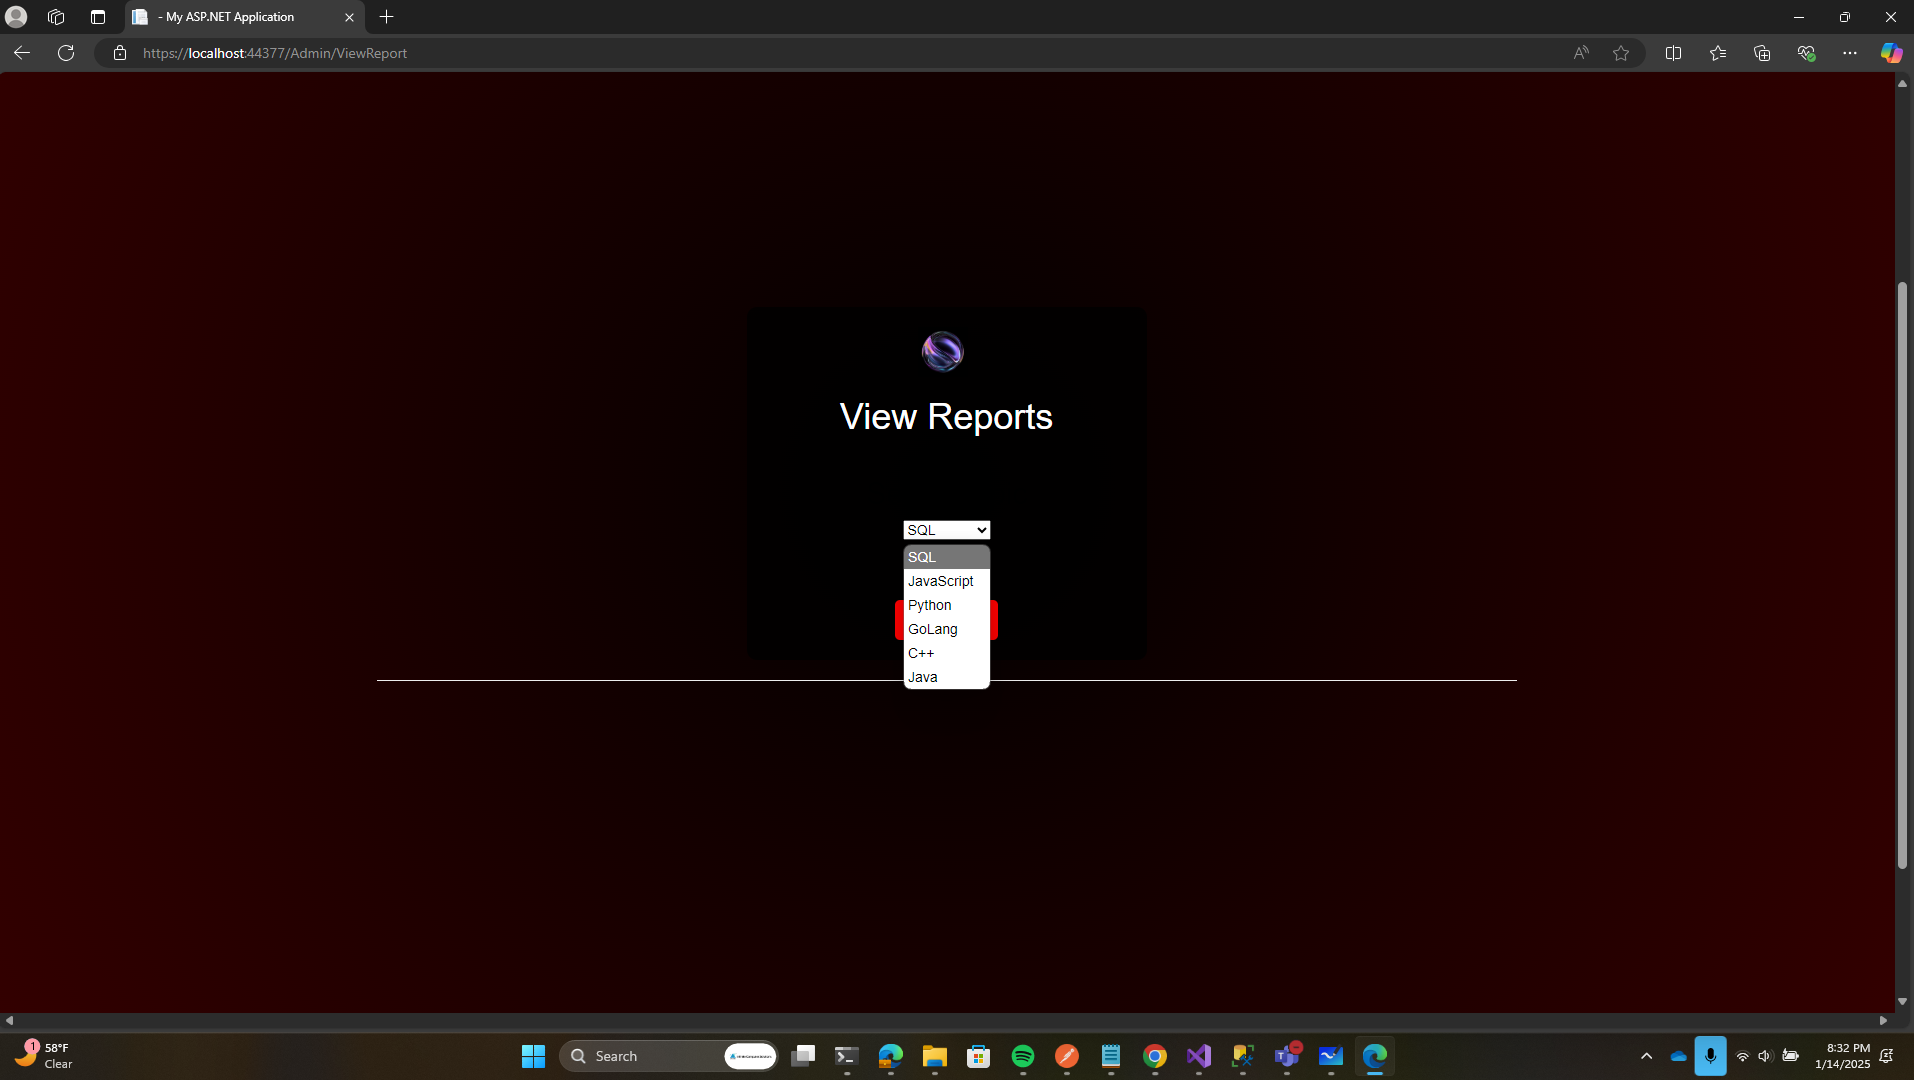 - My ASP.NET Application
https://localhost:44377/Admin/ViewReport
View Reports
SQL
SQL
JavaScript
Python
GoLang
C++
Java
1
58°F
Clear
Search
8:32 PM
1/14/2025